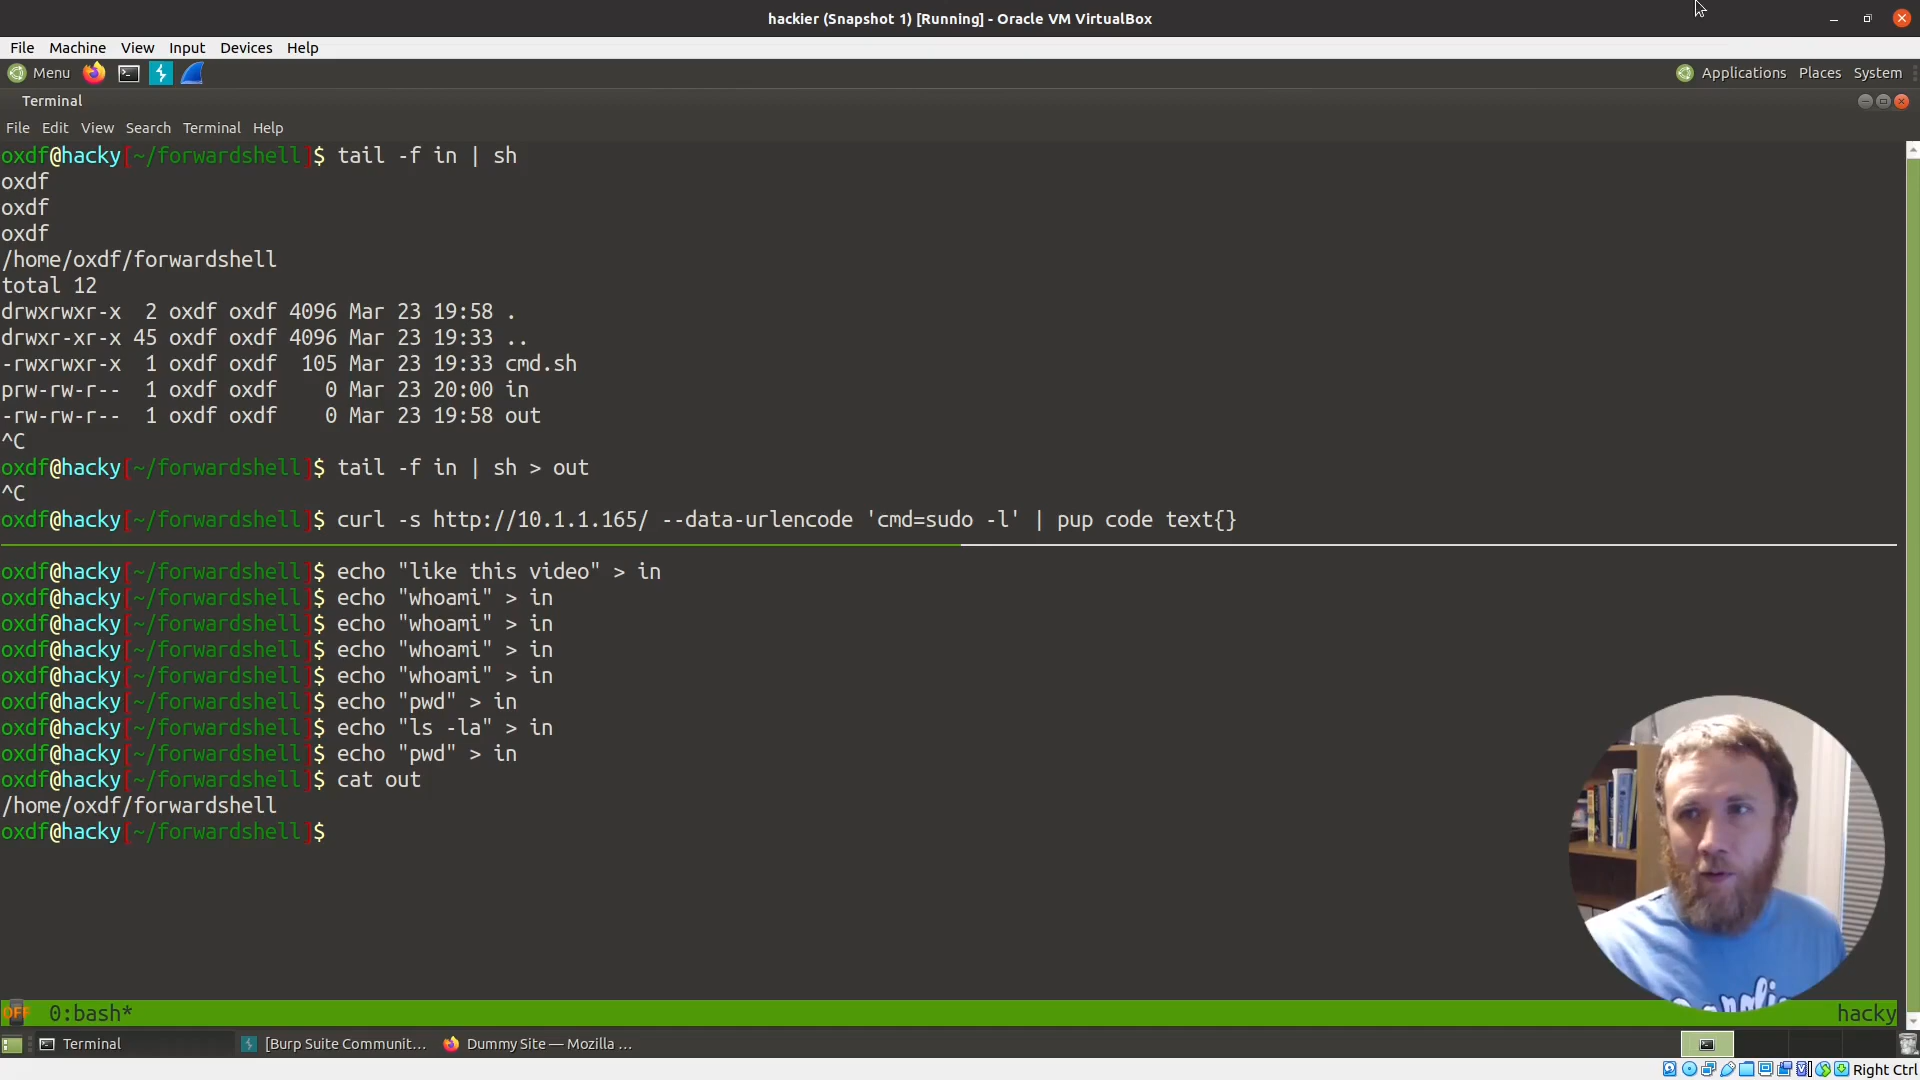 hackier (Snapshot 1) [Running] - Oracle VM VirtualBox
File Machine View Input Devices Help
Menu Applications Places System
Terminal
File Edit View Search Terminal Help
oxdf@hacky[~/forwardshell]$ tail -f in | sh
oxdf
oxdf
oxdf
/home/oxdf/forwardshell
total 12
drwxrwxr-x  2 oxdf oxdf 4096 Mar 23 19:58 .
drwxr-xr-x 45 oxdf oxdf 4096 Mar 23 19:33 ..
-rwxrwxr-x  1 oxdf oxdf  105 Mar 23 19:33 cmd.sh
prw-rw-r--  1 oxdf oxdf    0 Mar 23 20:00 in
-rw-rw-r--  1 oxdf oxdf    0 Mar 23 19:58 out
^C
oxdf@hacky[~/forwardshell]$ tail -f in | sh > out
^C
oxdf@hacky[~/forwardshell]$ curl -s http://10.1.1.165/ --data-urlencode 'cmd=sudo -l' | pup code text{}
oxdf@hacky[~/forwardshell]$ echo "like this video" > in
oxdf@hacky[~/forwardshell]$ echo "whoami" > in
oxdf@hacky[~/forwardshell]$ echo "whoami" > in
oxdf@hacky[~/forwardshell]$ echo "whoami" > in
oxdf@hacky[~/forwardshell]$ echo "whoami" > in
oxdf@hacky[~/forwardshell]$ echo "pwd" > in
oxdf@hacky[~/forwardshell]$ echo "ls -la" > in
oxdf@hacky[~/forwardshell]$ echo "pwd" > in
oxdf@hacky[~/forwardshell]$ cat out
/home/oxdf/forwardshell
oxdf@hacky[~/forwardshell]$
OFF 0:bash* hacky
Terminal [Burp Suite Communit... Dummy Site — Mozilla ...
Right Ctrl